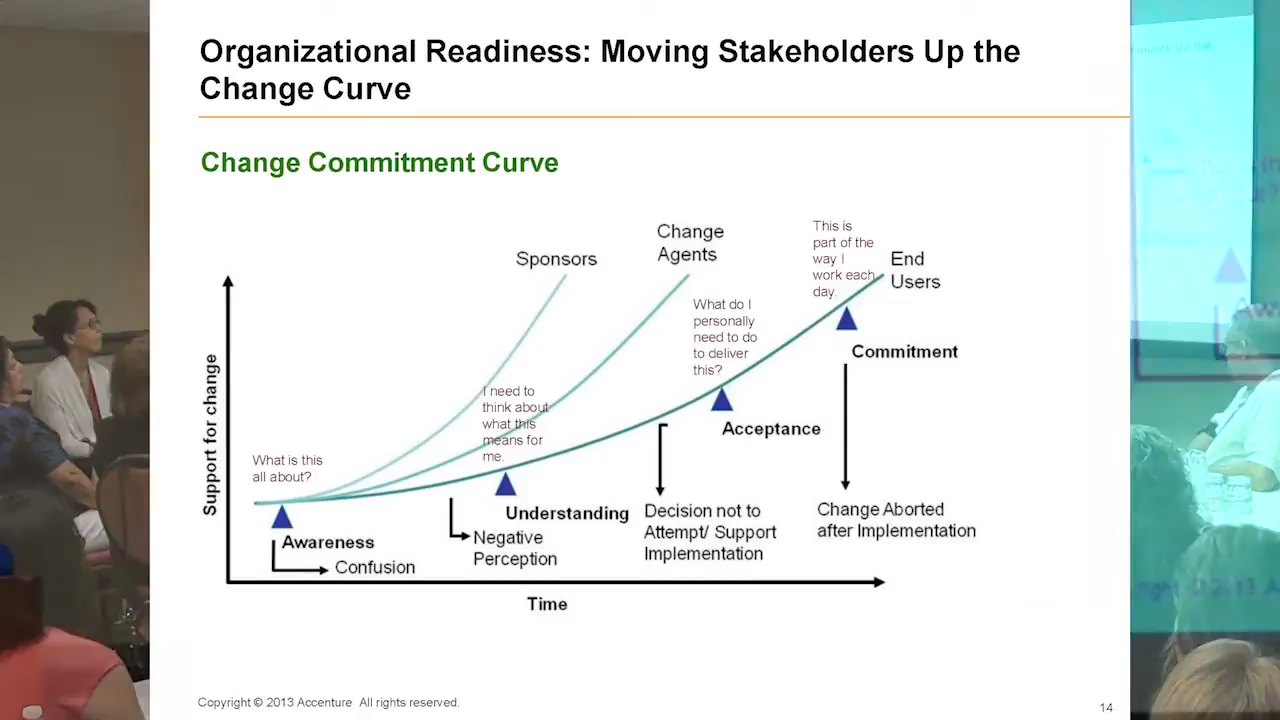 Organizational Readiness: Moving Stakeholders Up the
Change Curve
Change Commitment Curve
Sponsors
Change
Agents
This is
part of the
way I
work each
day.
End
Users
What do I
personally
need to do
to deliver
this?
Commitment
I need to
think about
what this
means for
me.
Acceptance
What is this
all about?
Support for change
Understanding
Decision not to
Attempt/ Support
Implementation
Change Aborted
after Implementation
Awareness
Negative
Perception
Confusion
Time
Copyright © 2013 Accenture All rights reserved.
14